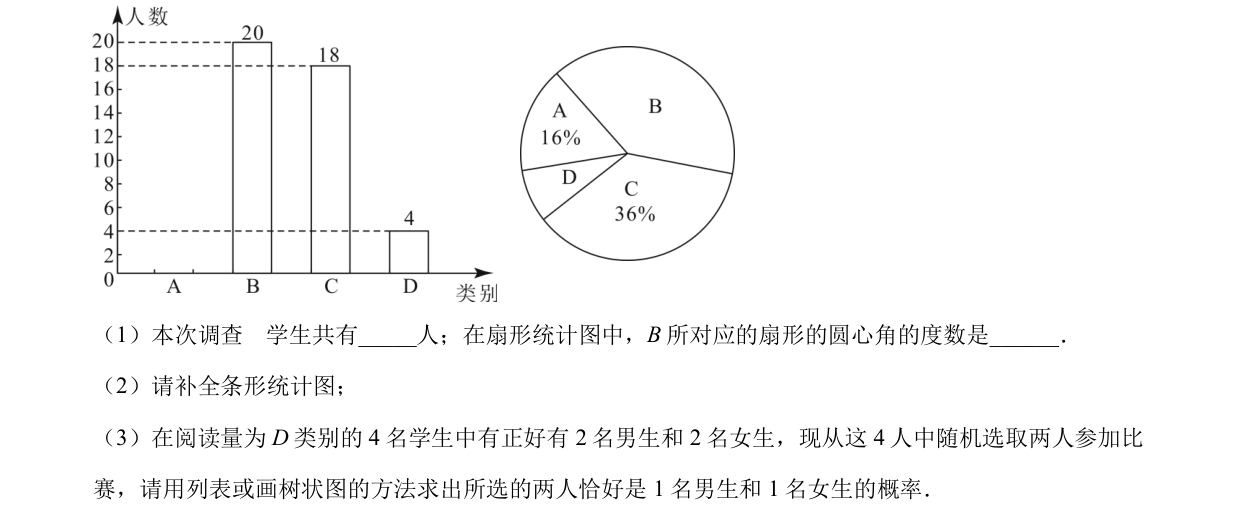 人数
20
18
16
14
12
10
8
6
4
2
0
20
18
4
A
B
C
D
类别
A
16%
B
C
36%
D
（1）本次调查 学生共有_____人；在扇形统计图中，B 所对应的扇形的圆心角的度数是______．
（2）请补全条形统计图；
（3）在阅读量为 D 类别的 4 名学生中有正好有 2 名男生和 2 名女生，现从这 4 人中随机选取两人参加比
赛，请用列表或画树状图的方法求出所选的两人恰好是 1 名男生和 1 名女生的概率．